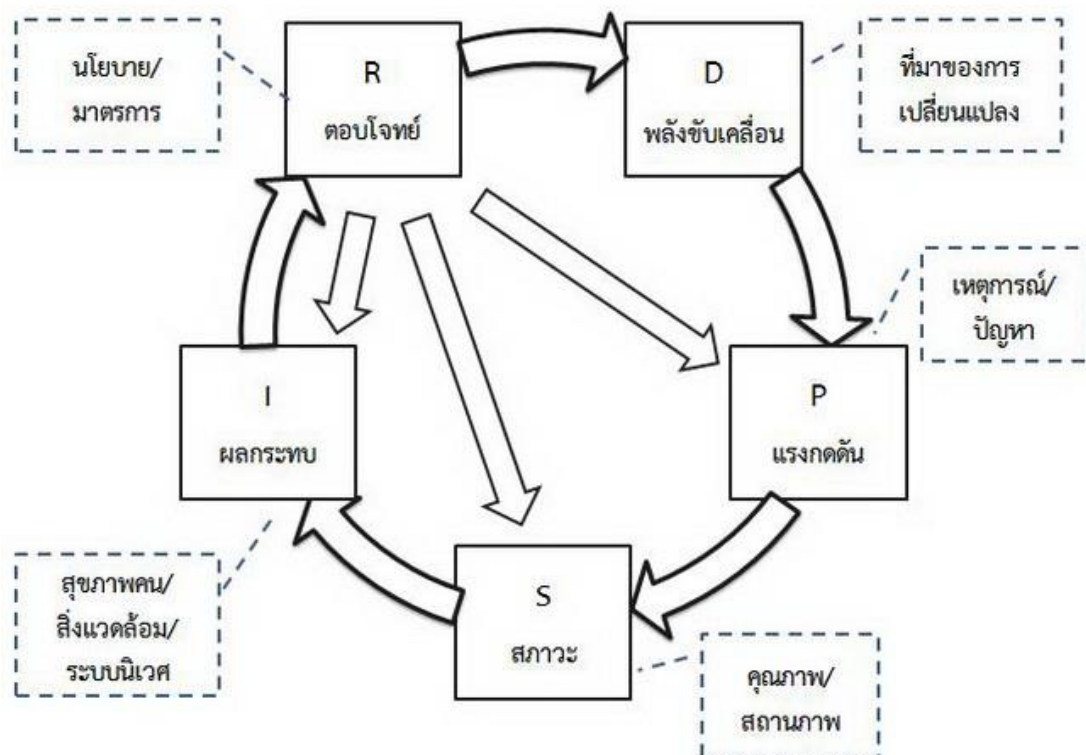 นโยบาย/
มาตรการ
R
ตอบโจทย์
D
พลังขับเคลื่อน
ที่มาของการ
เปลี่ยนแปลง
เหตุการณ์/
ปัญหา
P
แรงกดดัน
I
ผลกระทบ
สุขภาพคน/
สิ่งแวดล้อม/
ระบบนิเวศ
S
สภาวะ
คุณภาพ/
สถานภาพ